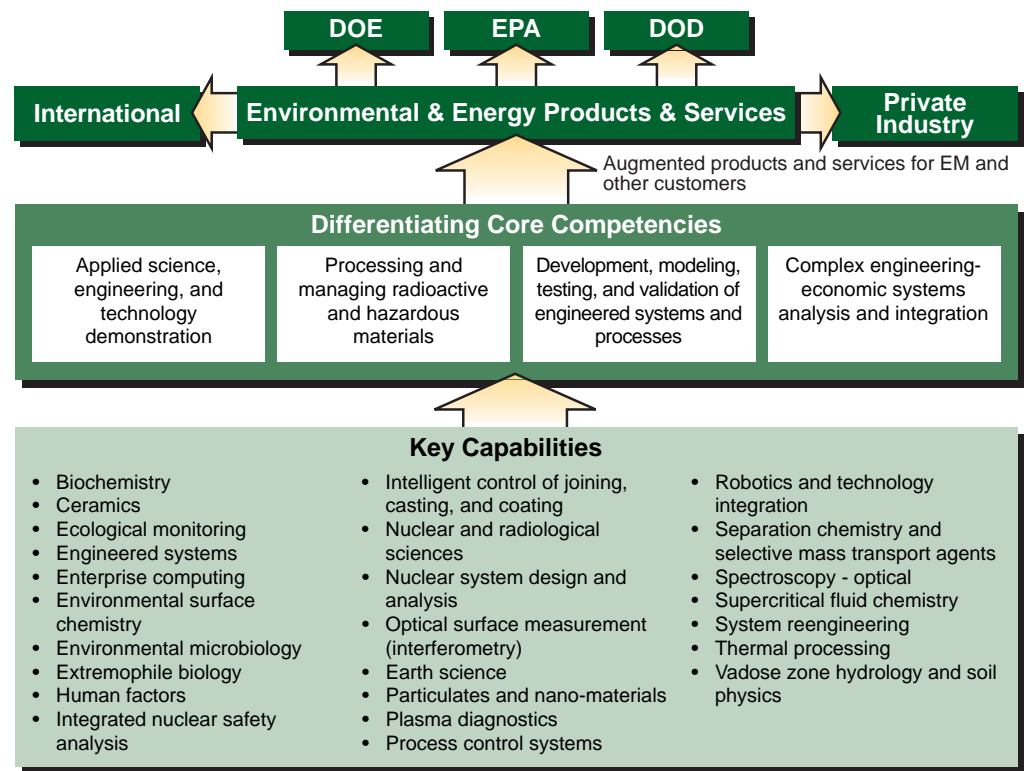 DOE
EPA
DOD
International
Environmental & Energy Products & Services
Private
Industry
Augmented products and services for EM and
other customers
Differentiating Core Competencies
Applied science,
engineering, and
technology
demonstration
Processing and
managing radioactive
and hazardous
materials
Development, modeling,
testing, and validation of
engineered systems and
processes
Complex engineering-
economic systems
analysis and integration
Key Capabilities
• Biochemistry
• Ceramics
• Ecological monitoring
• Engineered systems
• Enterprise computing
• Environmental surface
chemistry
• Environmental microbiology
• Extremophile biology
• Human factors
• Integrated nuclear safety
analysis
• Intelligent control of joining,
casting, and coating
• Nuclear and radiological
sciences
• Nuclear system design and
analysis
• Optical surface measurement
(interferometry)
• Earth science
• Particulates and nano-materials
• Plasma diagnostics
• Process control systems
• Robotics and technology
integration
• Separation chemistry and
selective mass transport agents
• Spectroscopy - optical
• Supercritical fluid chemistry
• System reengineering
• Thermal processing
• Vadose zone hydrology and soil
physics